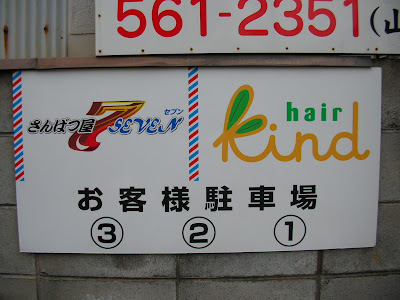 561-2351(山
さんぱつ屋 7 セブン SEVEN
hair Kind
お客様駐車場
③ ② ①